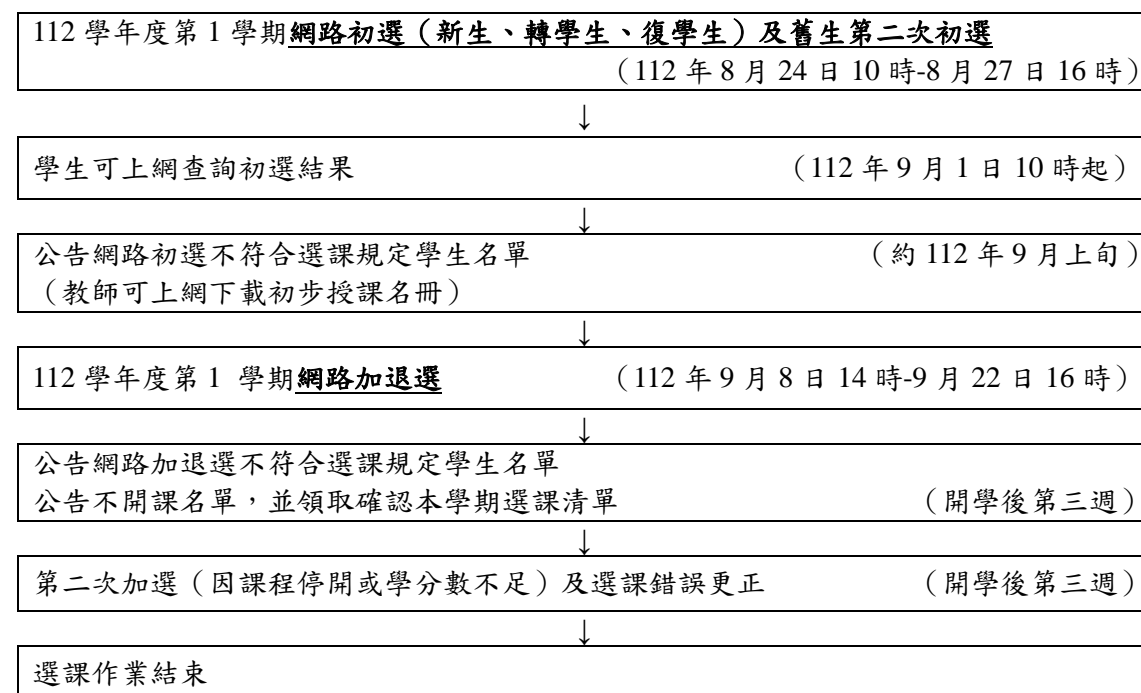 112 學年度第 1 學期網路初選（新生、轉學生、復學生）及舊生第二次初選
（112 年 8 月 24 日 10 時-8 月 27 日 16 時）
↓
學生可上網查詢初選結果（112 年 9 月 1 日 10 時起）
↓
公告網路初選不符合選課規定學生名單（約 112 年 9 月上旬）
（教師可上網下載初步授課名冊）
↓
112 學年度第 1 學期網路加退選（112 年 9 月 8 日 14 時-9 月 22 日 16 時）
↓
公告網路加退選不符合選課規定學生名單
公告不開課名單，並領取確認本學期選課清單（開學後第三週）
↓
第二次加選（因課程停開或學分數不足）及選課錯誤更正（開學後第三週）
↓
選課作業結束